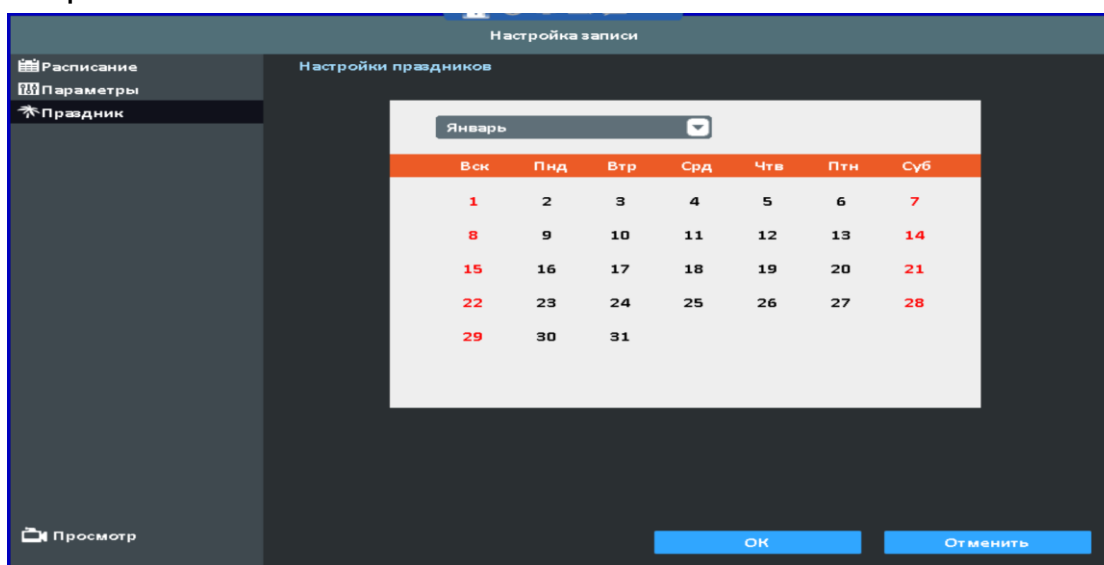 Настройка записи
Расписание
Настройки праздников
Параметры
Праздник
Январь
Вск Пнд Втр Срд Чтв Птн Суб
1 2 3 4 5 6 7
8 9 10 11 12 13 14
15 16 17 18 19 20 21
22 23 24 25 26 27 28
29 30 31
Просмотр
ОК
Отменить